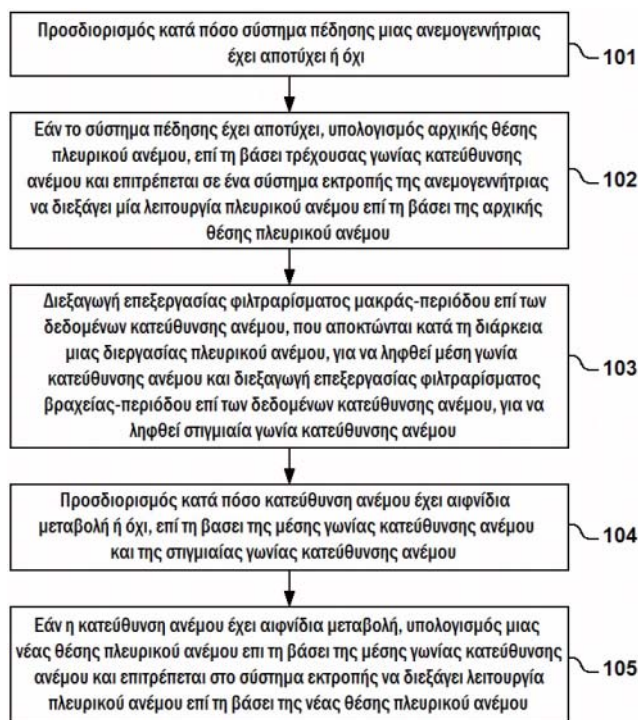 Προσδιορισμός κατά πόσο σύστημα πέδησης μιας ανεμογεννήτριας
έχει αποτύχει ή όχι
101
Εάν το σύστημα πέδησης έχει αποτύχει, υπολογισμός αρχικής θέσης
πλευρικού ανέμου, επί τη βάσει τρέχουσας γωνίας κατεύθυνσης
ανέμου και επιτρέπεται σε ένα σύστημα εκτροπής της ανεμογεννήτριας
να διεξάγει μία λειτουργία πλευρικού ανέμου επί τη βάσει της αρχικής
θέσης πλευρικού ανέμου
102
Διεξαγωγή επεξεργασίας φιλτραρίσματος μακράς-περιόδου επί των
δεδομένων κατεύθυνσης ανέμου, που αποκτώνται κατά τη διάρκεια
μιας διεργασίας πλευρικού ανέμου, για να ληφθεί μέση γωνία
κατεύθυνσης ανέμου και διεξαγωγή επεξεργασίας φιλτραρίσματος
βραχείας-περιόδου επί των δεδομένων κατεύθυνσης ανέμου, για να
ληφθεί στιγμιαία γωνία κατεύθυνσης ανέμου
103
Προσδιορισμός κατά πόσο κατεύθυνση ανέμου έχει αιφνίδια
μεταβολή ή όχι, επί τη βασει της μέσης γωνίας κατεύθυνσης ανέμου
και της στιγμιαίας γωνίας κατεύθυνσης ανέμου
104
Εάν η κατεύθυνση ανέμου έχει αιφνίδια μεταβολή, υπολογισμός μιας
νέας θέσης πλευρικού ανέμου επι τη βάσει της μέσης γωνίας κατεύθυνσης
ανέμου και επιτρέπεται στο σύστημα εκτροπής να διεξάγει λειτουργία
πλευρικού ανέμου επί τη βάσει της νέας θέσης πλευρικού ανέμου
105